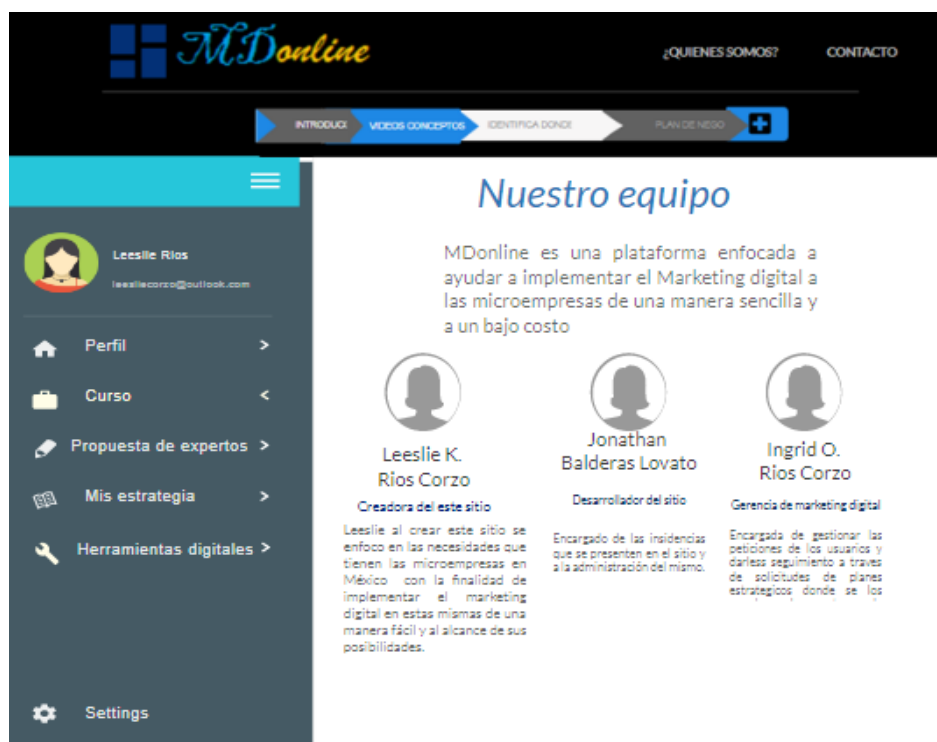 MDonline
¿QUIENES SOMOS?
CONTACTO
INTRODUCI
VIDEOS CONCEPTOS
IDENTIFICA DONDE
PLAN DE NEGO
Leeslie Rios
leesliecorzo@outlook.com
Perfil >
Curso <
Propuesta de expertos >
Mis estrategia >
Herramientas digitales >
Settings
Nuestro equipo
MDonline es una plataforma enfocada a
ayudar a implementar el Marketing digital a
las microempresas de una manera sencilla y
a un bajo costo
Leeslie K.
Rios Corzo
Creadora del este sitio
Leeslie al crear este sitio se
enfoco en las necesidades que
tienen las microempresas en
México con la finalidad de
implementar el marketing
digital en estas mismas de una
manera fácil y al alcance de sus
posibilidades.
Jonathan
Balderas Lovato
Desarrollador del sitio
Encargado de las insidencias
que se presenten en el sitio y
a la administración del mismo.
Ingrid O.
Rios Corzo
Gerencia de marketing digital
Encargada de gestionar las
peticiones de los usuarios y
darless seguimiento a traves
de solicitudes de planes
estrategicos donde se los